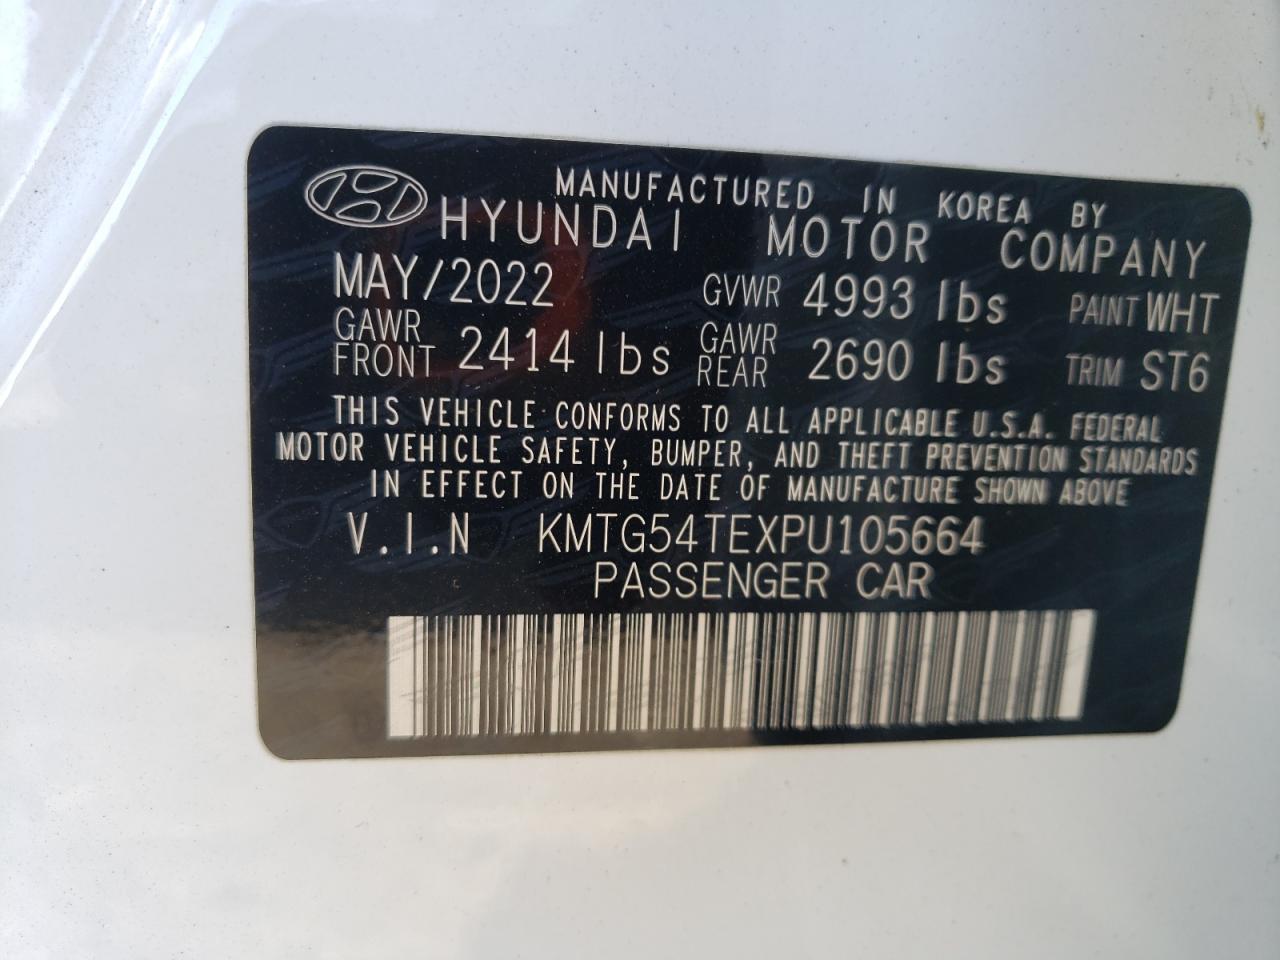 MANUFACTURED IN KOREA BY
HYUNDAI MOTOR COMPANY
MAY/2022 GVWR 4993 lbs PAINT WHT
GAWR FRONT 2414 lbs GAWR REAR 2690 lbs TRIM ST6
THIS VEHICLE CONFORMS TO ALL APPLICABLE U.S.A. FEDERAL
MOTOR VEHICLE SAFETY, BUMPER, AND THEFT PREVENTION STANDARDS
IN EFFECT ON THE DATE OF MANUFACTURE SHOWN ABOVE
V.I.N KMTG54TEXPU105664
PASSENGER CAR